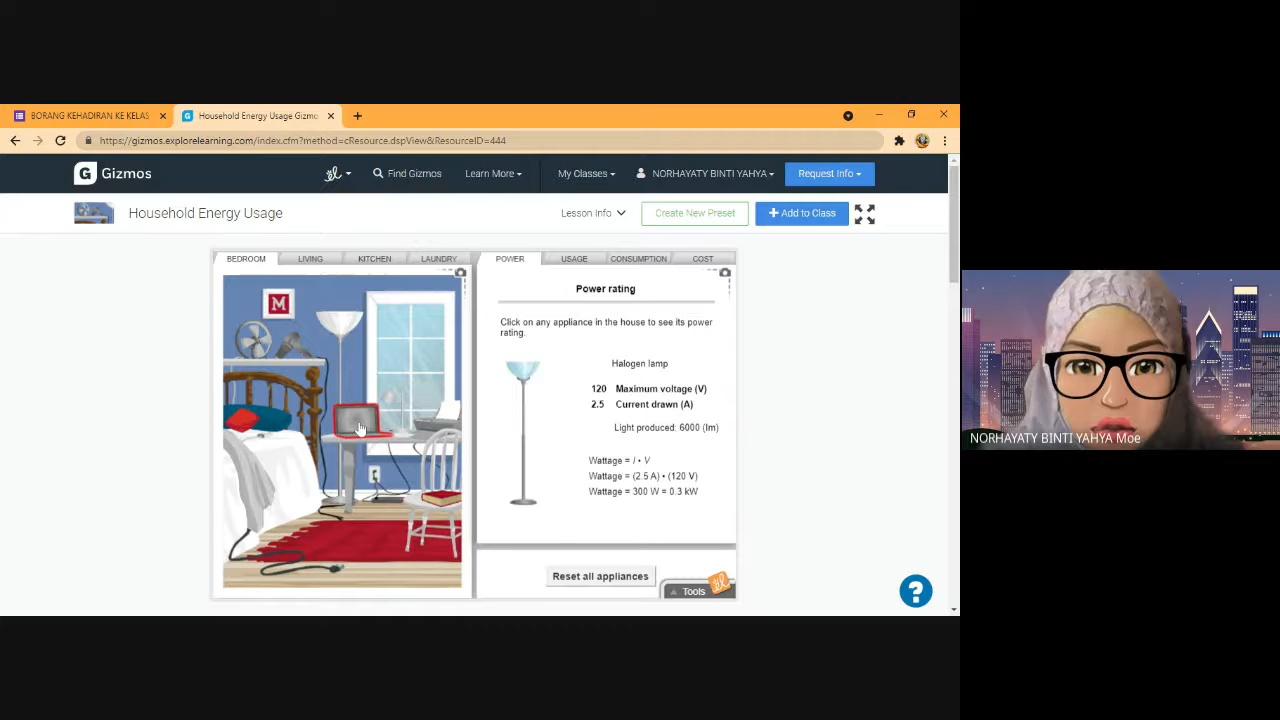 BORANG KEHADIRAN KE KELAS
Household Energy Usage Gizmo
https://gizmos.explorelearning.com/index.cfm?method=cResource.dspView&ResourceID=444
G Gizmos
Find Gizmos
Learn More
My Classes
NORHAYATY BINTI YAHYA
Request Info
Household Energy Usage
Lesson Info
Create New Preset
+ Add to Class
BEDROOM LIVING KITCHEN LAUNDRY
POWER USAGE CONSUMPTION COST
M
Power rating
Click on any appliance in the house to see its power
rating.
Halogen lamp
120 Maximum voltage (V)
2.5 Current drawn (A)
Light produced: 6000 (lm)
Wattage = I • V
Wattage = (2.5 A) • (120 V)
Wattage = 300 W = 0.3 kW
Reset all appliances
Tools
?
NORHAYATY BINTI YAHYA Moe